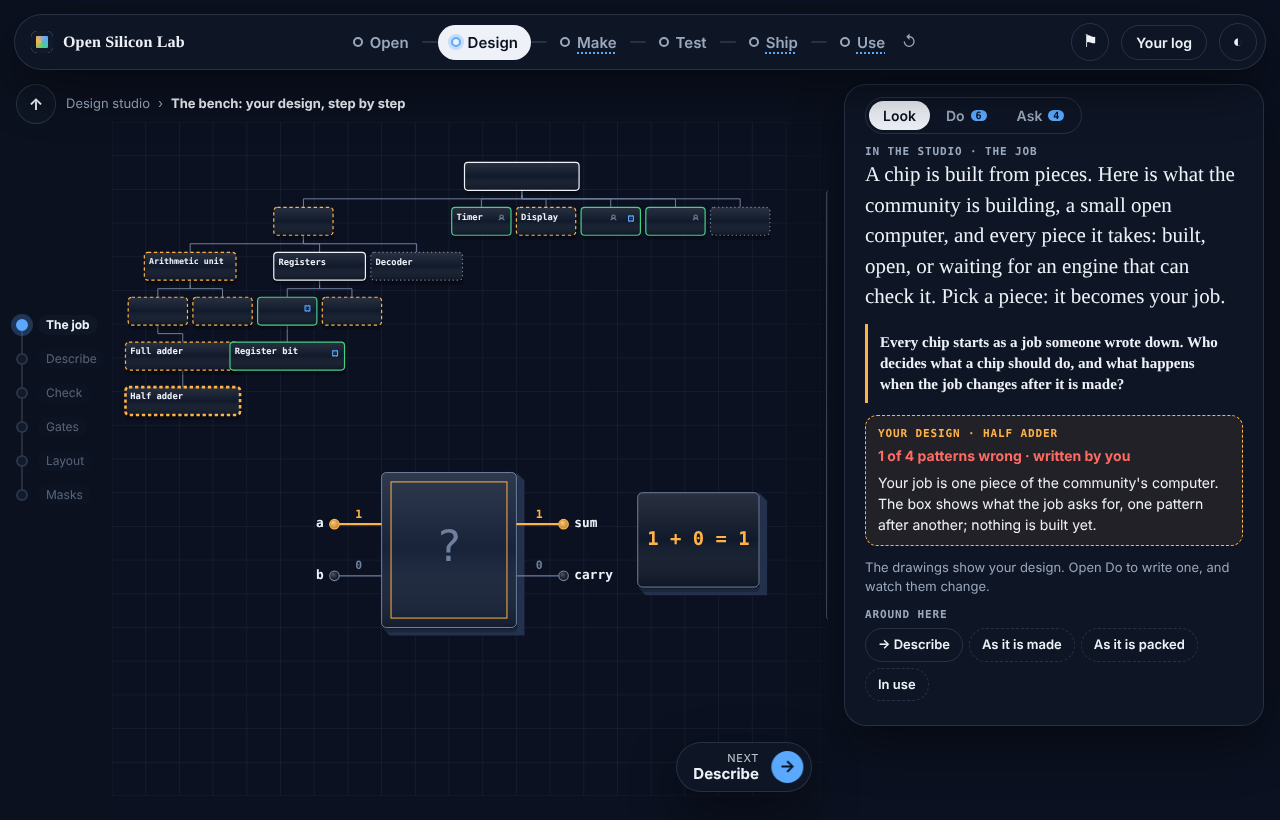 Open Silicon Lab
Open
Design
Make
Test
Ship
Use
Your log
Design studio › The bench: your design, step by step
Timer
Display
Arithmetic unit
Registers
Decoder
Full adder
Register bit
Half adder
The job
Describe
Check
Gates
Layout
Masks
a 1
b 0
?
1 sum
0 carry
1 + 0 = 1
NEXT
Describe
Look
Do 6
Ask 4
IN THE STUDIO · THE JOB
A chip is built from pieces. Here is what the
community is building, a small open
computer, and every piece it takes: built,
open, or waiting for an engine that can
check it. Pick a piece: it becomes your job.
Every chip starts as a job someone wrote down. Who
decides what a chip should do, and what happens
when the job changes after it is made?
YOUR DESIGN · HALF ADDER
1 of 4 patterns wrong · written by you
Your job is one piece of the community's computer.
The box shows what the job asks for, one pattern
after another; nothing is built yet.
The drawings show your design. Open Do to write one, and
watch them change.
AROUND HERE
→ Describe
As it is made
As it is packed
In use